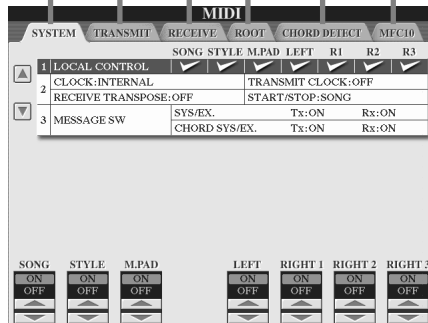 MIDI
SYSTEM TRANSMIT RECEIVE ROOT CHORD DETECT MFC10
SONG STYLE M.PAD LEFT R1 R2 R3
1 LOCAL CONTROL
2 CLOCK:INTERNAL TRANSMIT CLOCK:OFF
RECEIVE TRANSPOSE:OFF START/STOP:SONG
3 MESSAGE SW SYS/EX. Tx:ON Rx:ON
CHORD SYS/EX. Tx:ON Rx:ON
SONG STYLE M.PAD LEFT RIGHT 1 RIGHT 2 RIGHT 3
ON ON ON ON ON ON ON
OFF OFF OFF OFF OFF OFF OFF